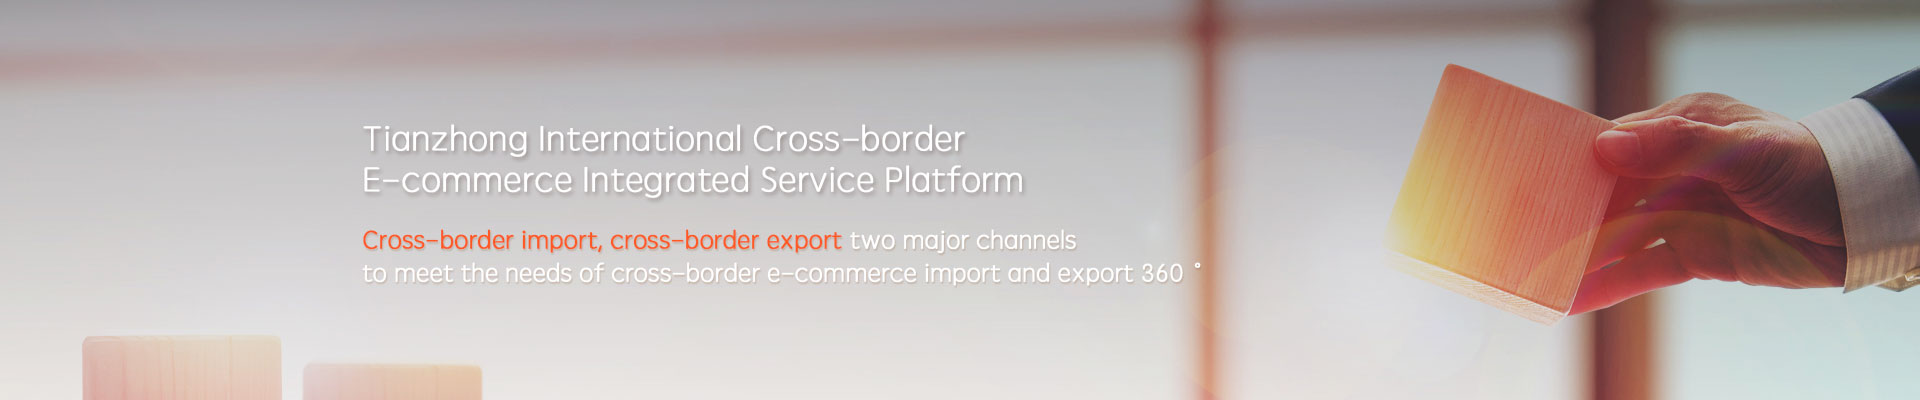 Tianzhong International Cross-border
E-commerce Integrated Service Platform
Cross-border import, cross-border export two major channels
to meet the needs of cross-border e-commerce import and export 360 °